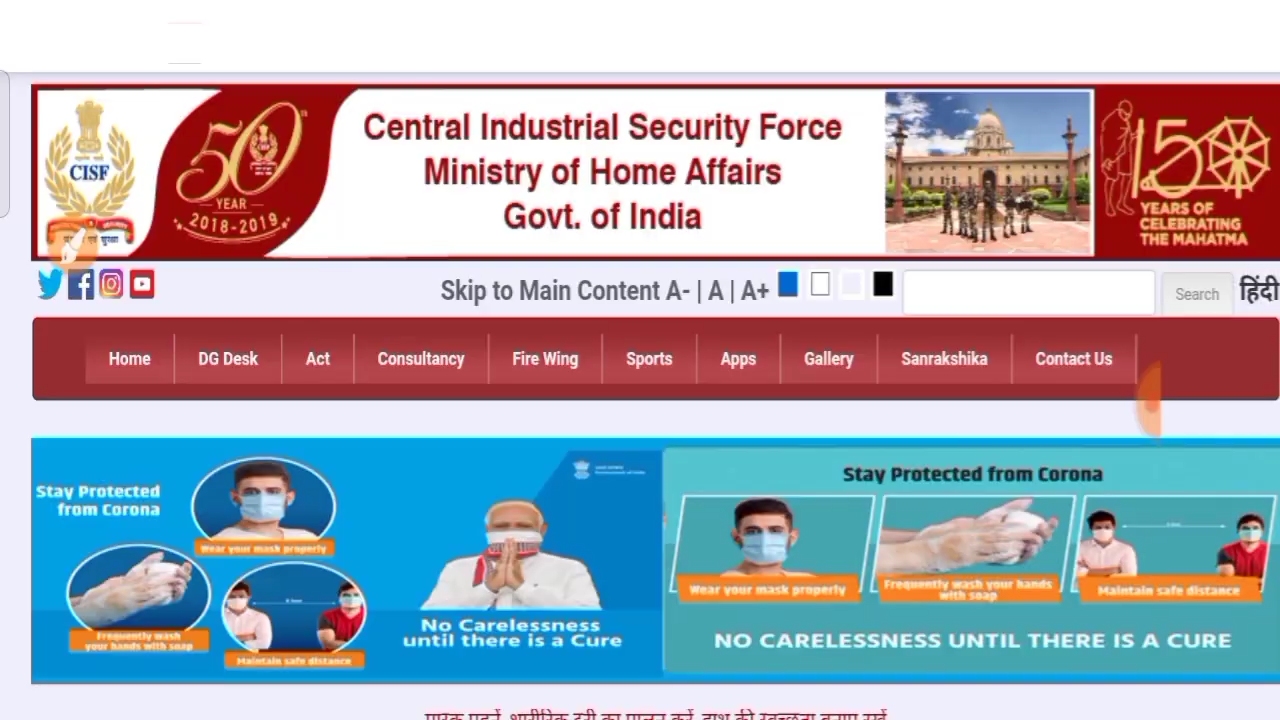 Central Industrial Security Force
Ministry of Home Affairs
Govt. of India
CISF
50
YEAR
2018-2019
150
YEARS OF
CELEBRATING
THE MAHATMA
Skip to Main Content A- | A | A+
Search
हिंदी
Home
DG Desk
Act
Consultancy
Fire Wing
Sports
Apps
Gallery
Sanrakshika
Contact Us
Stay Protected
from Corona
Wear your mask properly
Frequently wash
your hands with soap
Maintain safe distance
No Carelessness
until there is a Cure
Stay Protected from Corona
Wear your mask properly
Frequently wash your hands
with soap
Maintain safe distance
NO CARELESSNESS UNTIL THERE IS A CURE